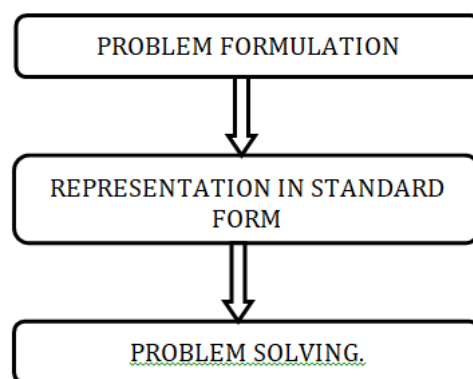 PROBLEM FORMULATION
REPRESENTATION IN STANDARD
FORM
PROBLEM SOLVING.